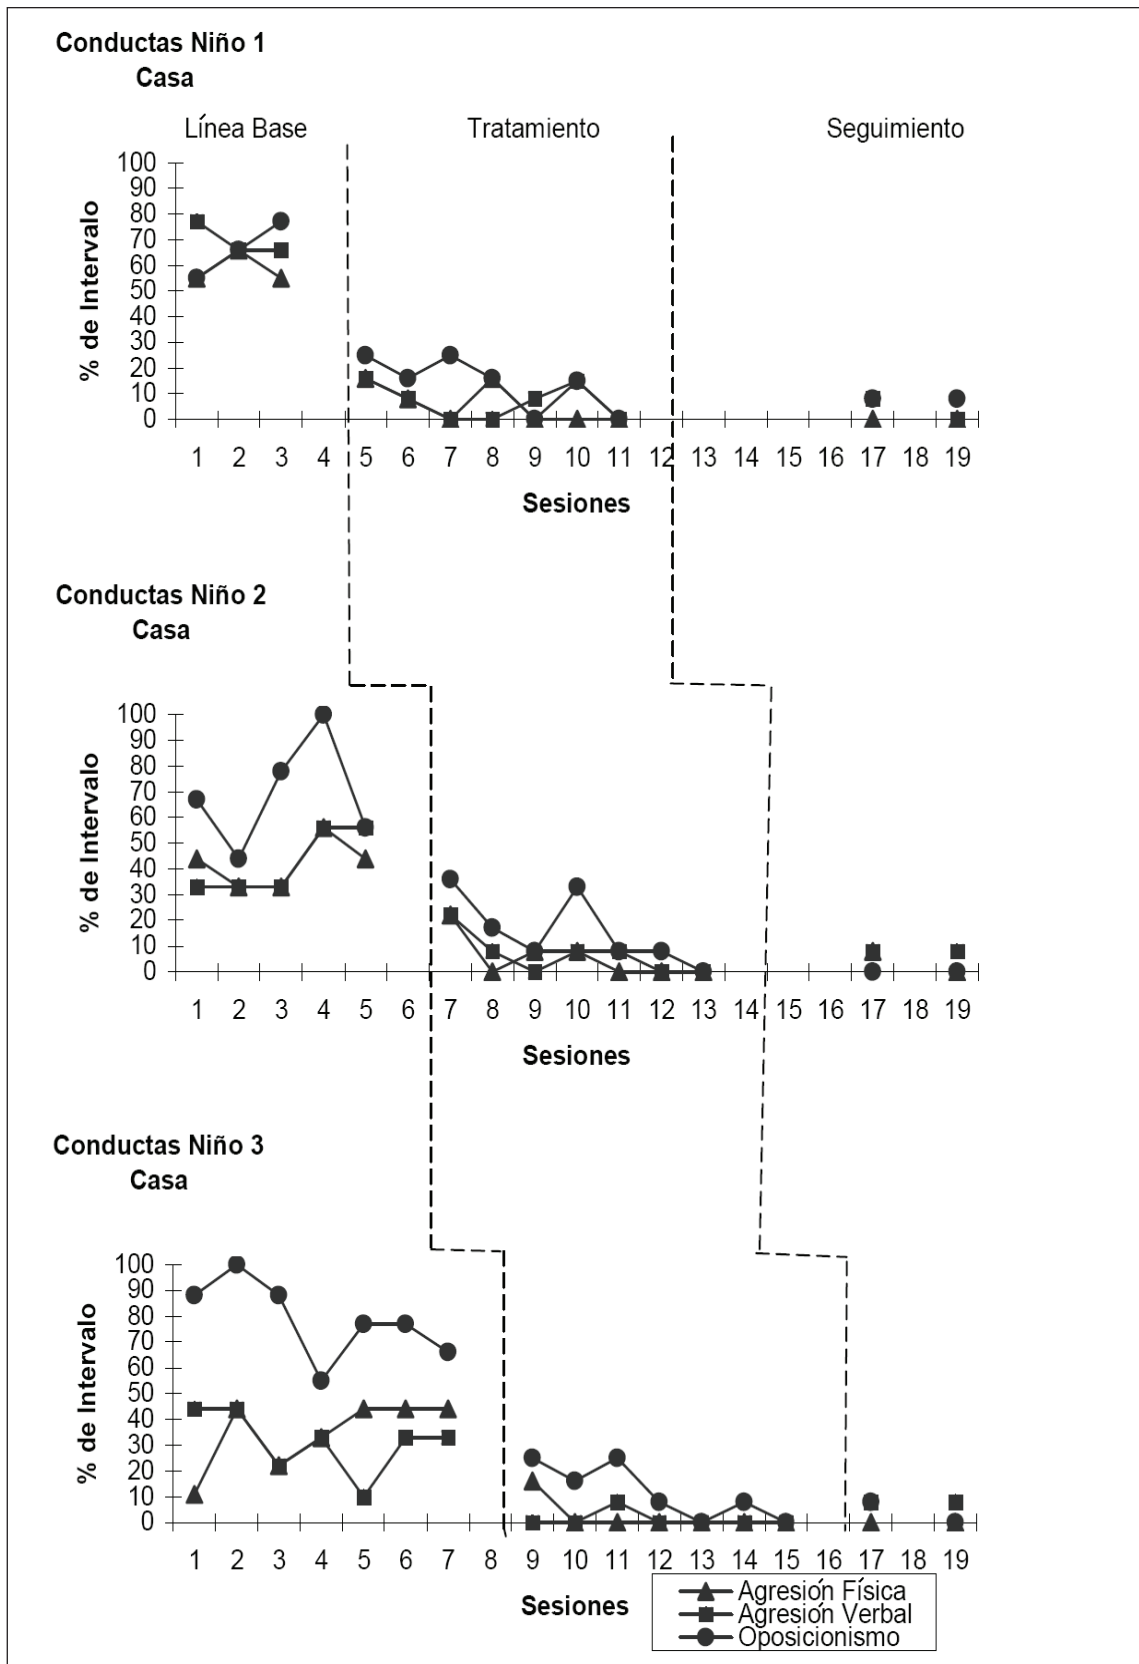 Conductas Niño 1
Casa
Línea Base Tratamiento Seguimiento
100
90
80
70
60
50
40
30
20
10
0
% de Intervalo
1 2 3 4 5 6 7 8 9 10 11 12 13 14 15 16 17 18 19
Sesiones
Conductas Niño 2
Casa
100
90
80
70
60
50
40
30
20
10
0
% de Intervalo
1 2 3 4 5 6 7 8 9 10 11 12 13 14 15 16 17 18 19
Sesiones
Conductas Niño 3
Casa
100
90
80
70
60
50
40
30
20
10
0
% de Intervalo
1 2 3 4 5 6 7 8 9 10 11 12 13 14 15 16 17 18 19
Sesiones
Agresión Física
Agresión Verbal
Oposicionismo